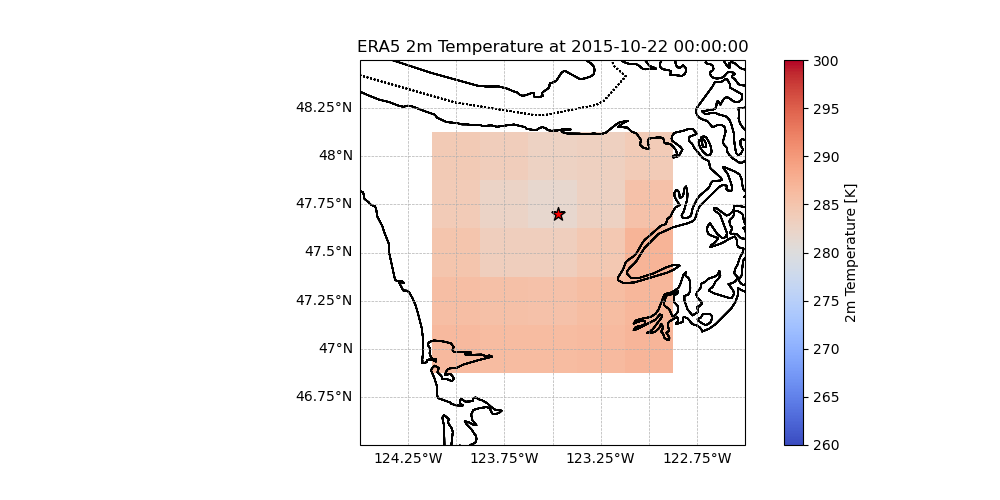 ERA5 2m Temperature at 2015-10-22 00:00:00
48.25°N
48°N
47.75°N
47.5°N
47.25°N
47°N
46.75°N
124.25°W
123.75°W
123.25°W
122.75°W
300
295
290
285
280
275
270
265
260
2m Temperature [K]